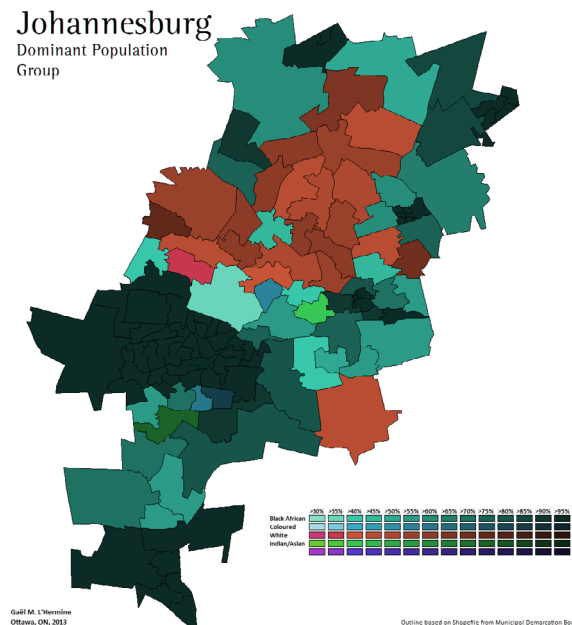 Johannesburg
Dominant Population
Group
>30% >35% >40% >45% >50% >55% >60% >65% >70% >75% >80% >85% >90% >95%
Black African
Coloured
White
Indian/Asian
Gaël M. L'Hermine
Ottawa, ON, 2013
Outline based on Shapefile from Municipal Demarcation Boa